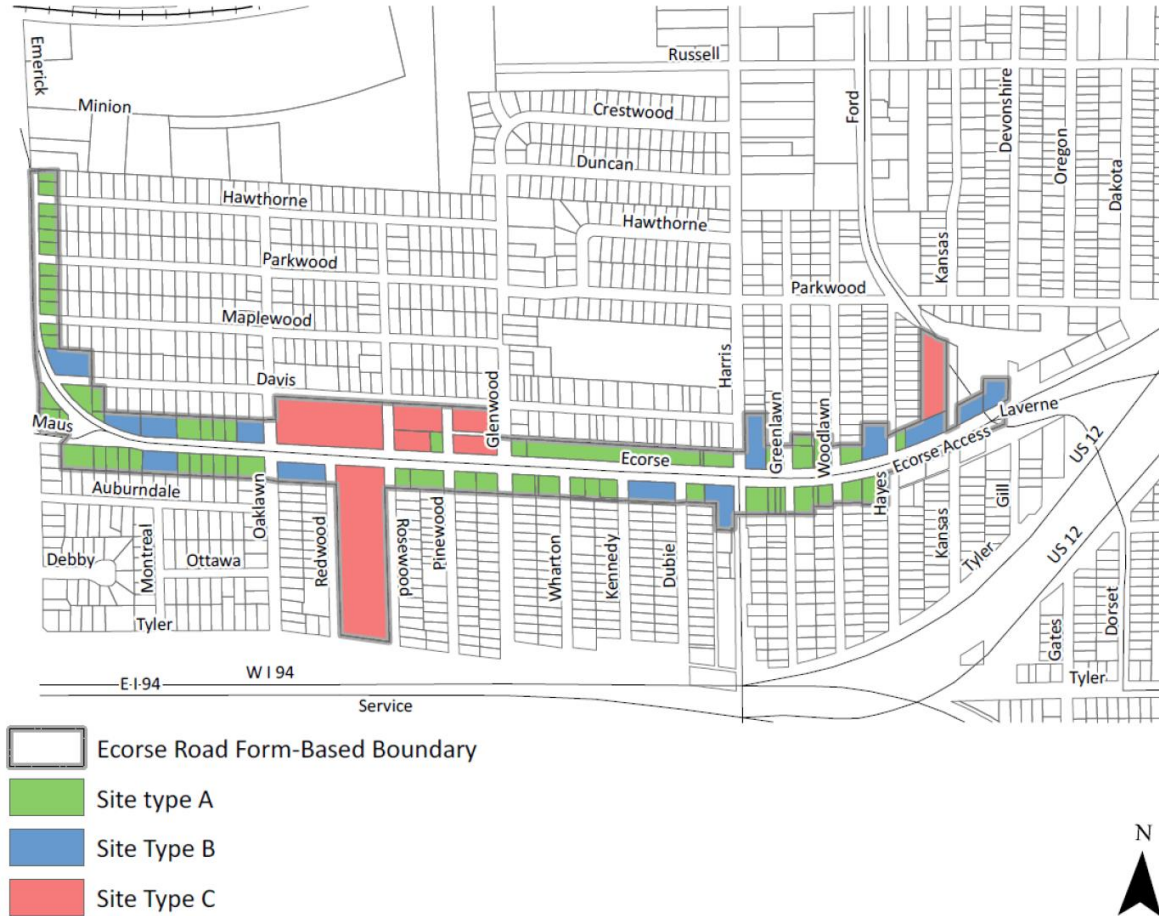 Emerick
Minion
Russell
Crestwood
Duncan
Hawthorne
Hawthorne
Parkwood
Maplewood
Davis
Maus
Glenwood
Harris
Ford
Parkwood
Kansas
Devonshire
Oregon
Dakota
Greenlawn
Woodlawn
Ecorse
Hayes
Ecorse Access
Laverne
US 12
US 12
Auburndale
Oaklawn
Montreal
Debby
Ottawa
Tyler
Redwood
Rosewood
Pinewood
Wharton
Kennedy
Dubie
Kansas
Gill
Tyler
Gates
Dorset
Tyler
W I 94
E I-94
Service
Ecorse Road Form-Based Boundary
Site type A
Site Type B
Site Type C
N